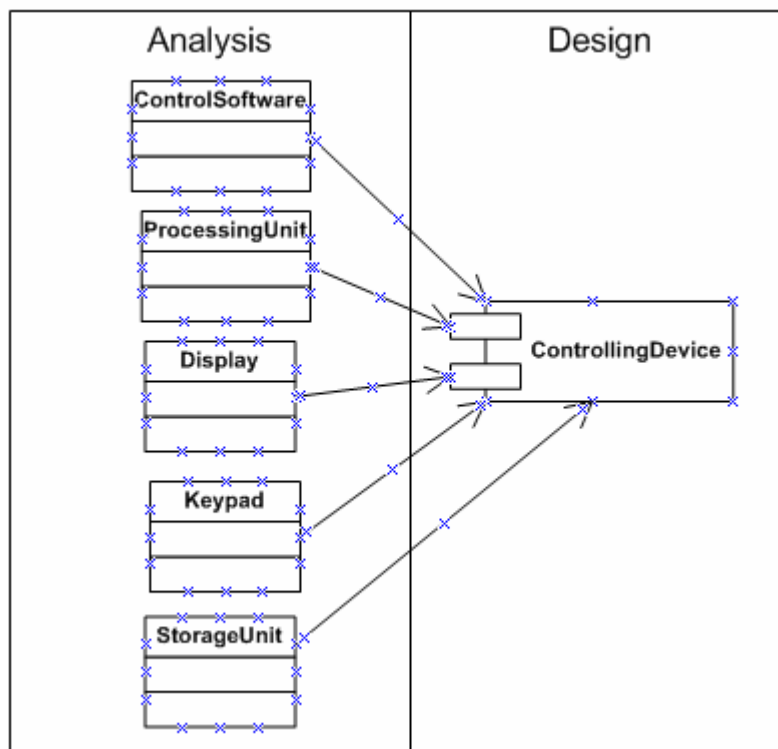 Analysis
Design
ControlSoftware
ProcessingUnit
Display
Keypad
StorageUnit
ControllingDevice